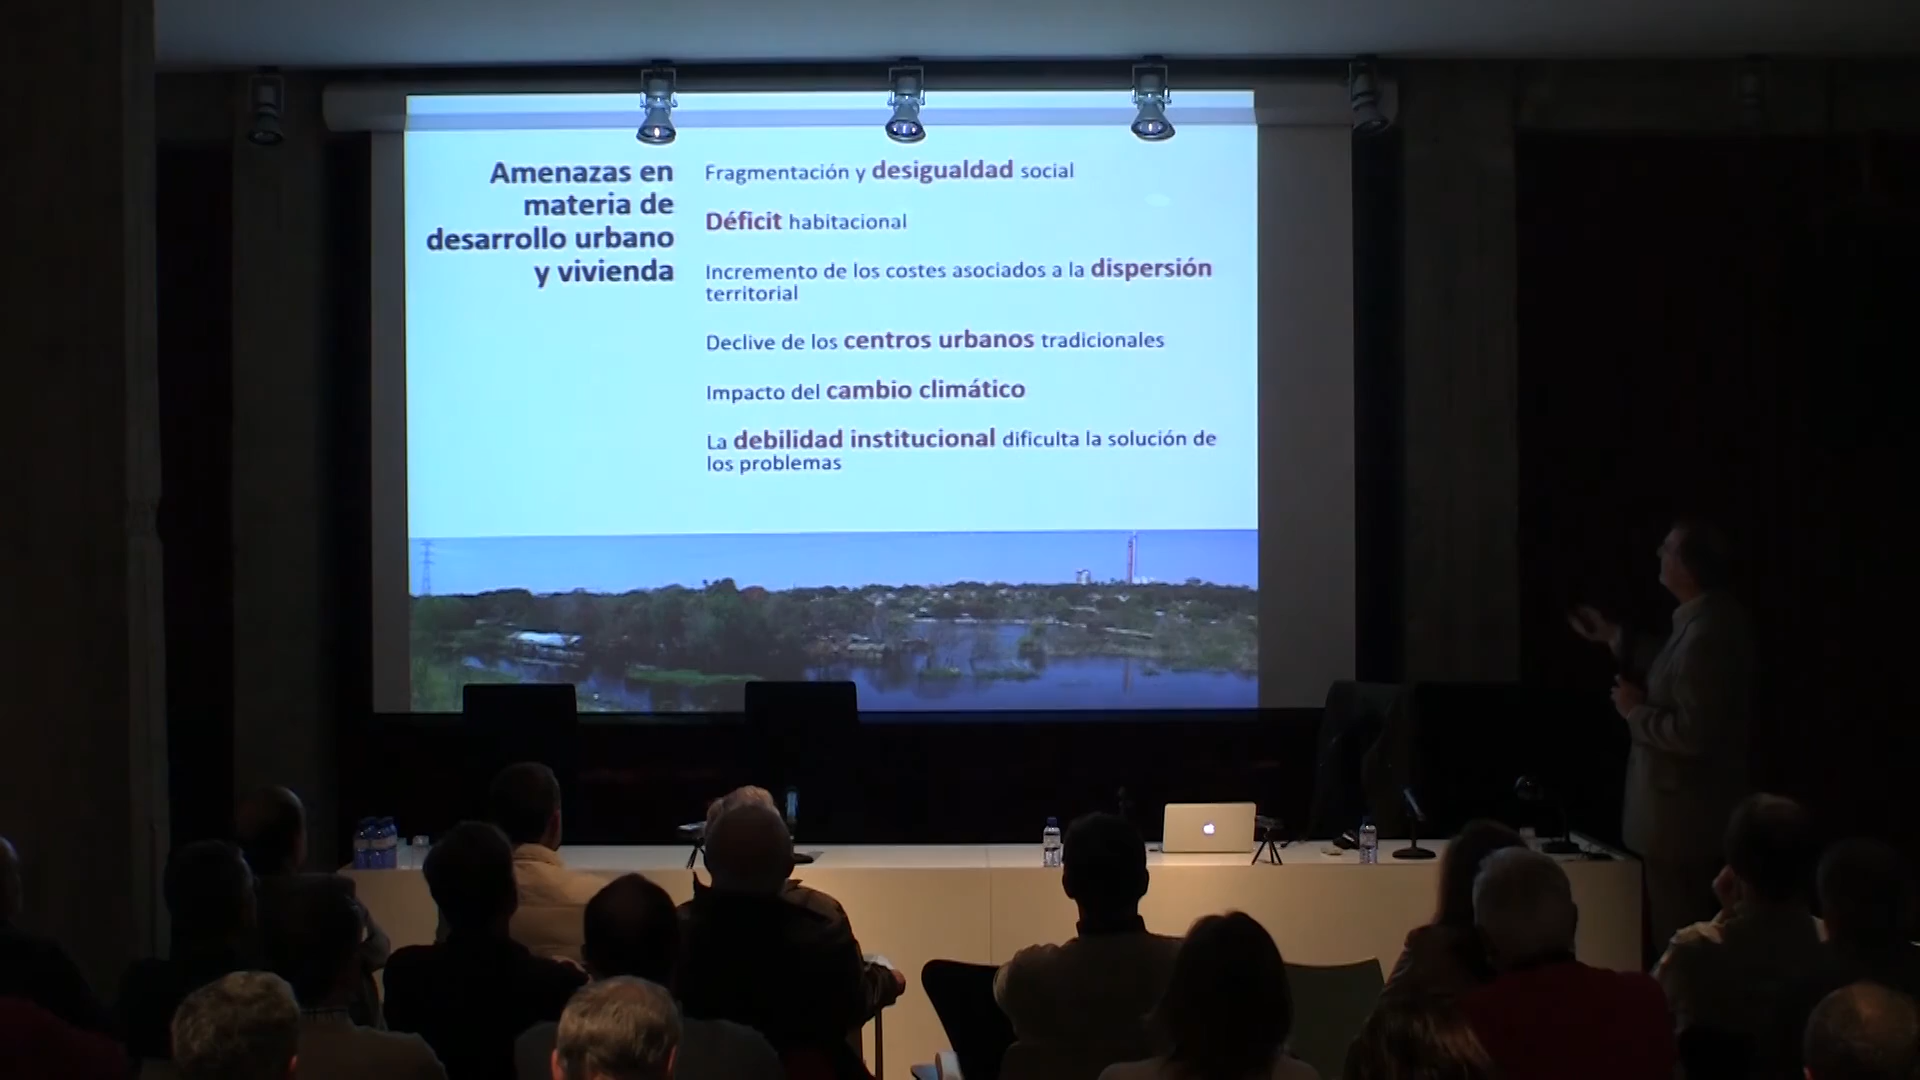 Amenazas en
materia de
desarrollo urbano
y vivienda
Fragmentación y desigualdad social
Déficit habitacional
Incremento de los costes asociados a la dispersión
territorial
Declive de los centros urbanos tradicionales
Impacto del cambio climático
La debilidad institucional dificulta la solución de
los problemas